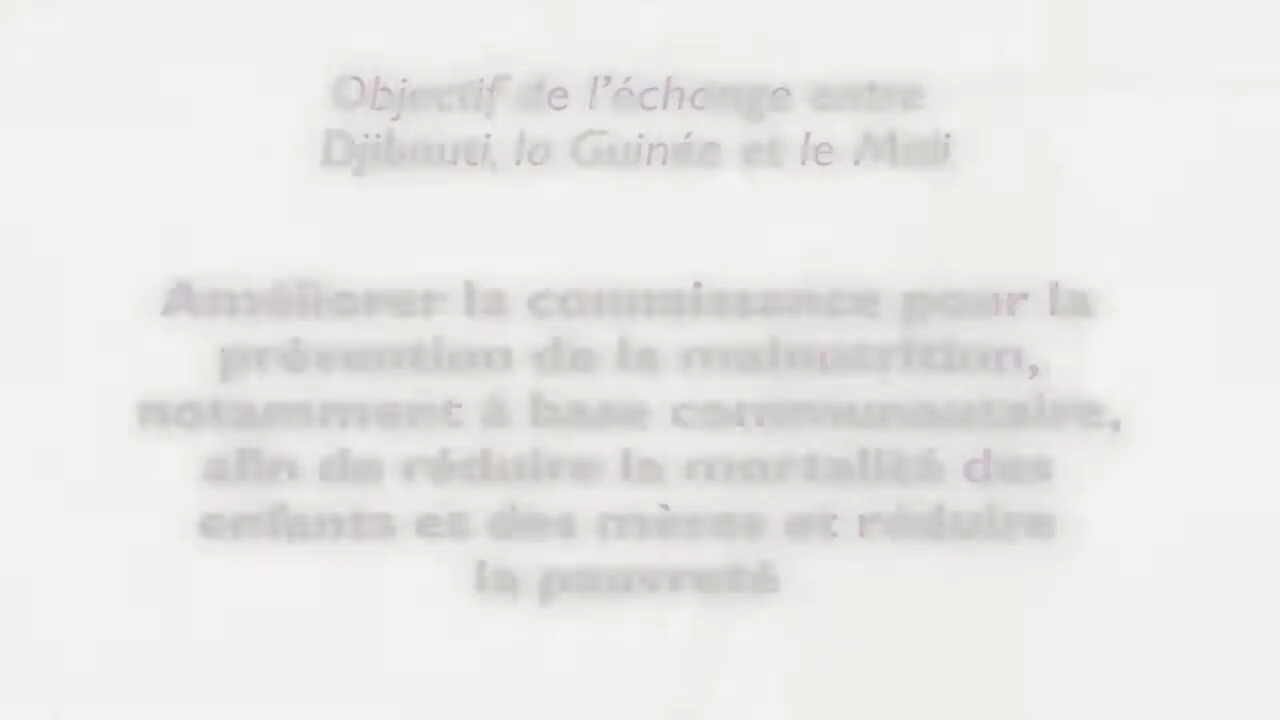 Objectif de l'échange entre
Djibouti, la Guinée et le Mali
Améliorer la connaissance pour la
prévention de la malnutrition,
notamment à base communautaire,
afin de réduire la mortalité des
enfants et des mères et réduire
la pauvreté